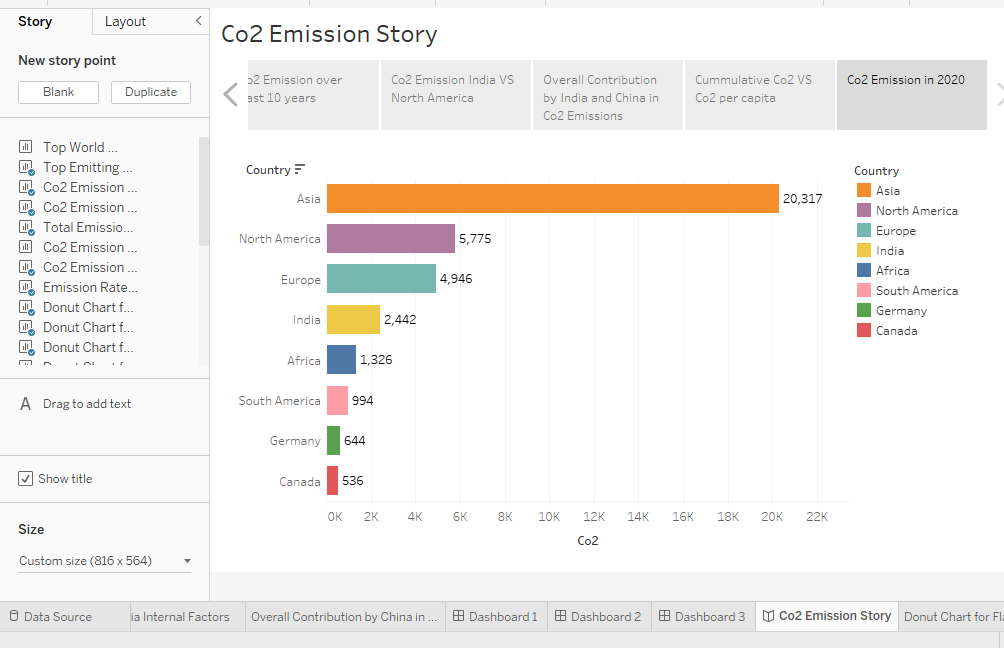 Story
Layout
New story point
Blank
Duplicate
Top World ...
Top Emitting ...
Co2 Emission ...
Co2 Emission ...
Total Emissio...
Co2 Emission ...
Co2 Emission ...
Emission Rate...
Donut Chart f...
Donut Chart f...
Donut Chart f...
A Drag to add text
Show title
Size
Custom size (816 x 564)
Co2 Emission Story
Emission over
10 years
Co2 Emission India VS
North America
Overall Contribution
by India and China in
Co2 Emissions
Cummulative Co2 VS
Co2 per capita
Co2 Emission in 2020
Country
Asia 20,317
North America 5,775
Europe 4,946
India 2,442
Africa 1,326
South America 994
Germany 644
Canada 536
0K 2K 4K 6K 8K 10K 12K 14K 16K 18K 20K 22K
Co2
Country
Asia
North America
Europe
India
Africa
South America
Germany
Canada
Data Source
Internal Factors
Overall Contribution by China in ...
Dashboard 1
Dashboard 2
Dashboard 3
Co2 Emission Story
Donut Chart for